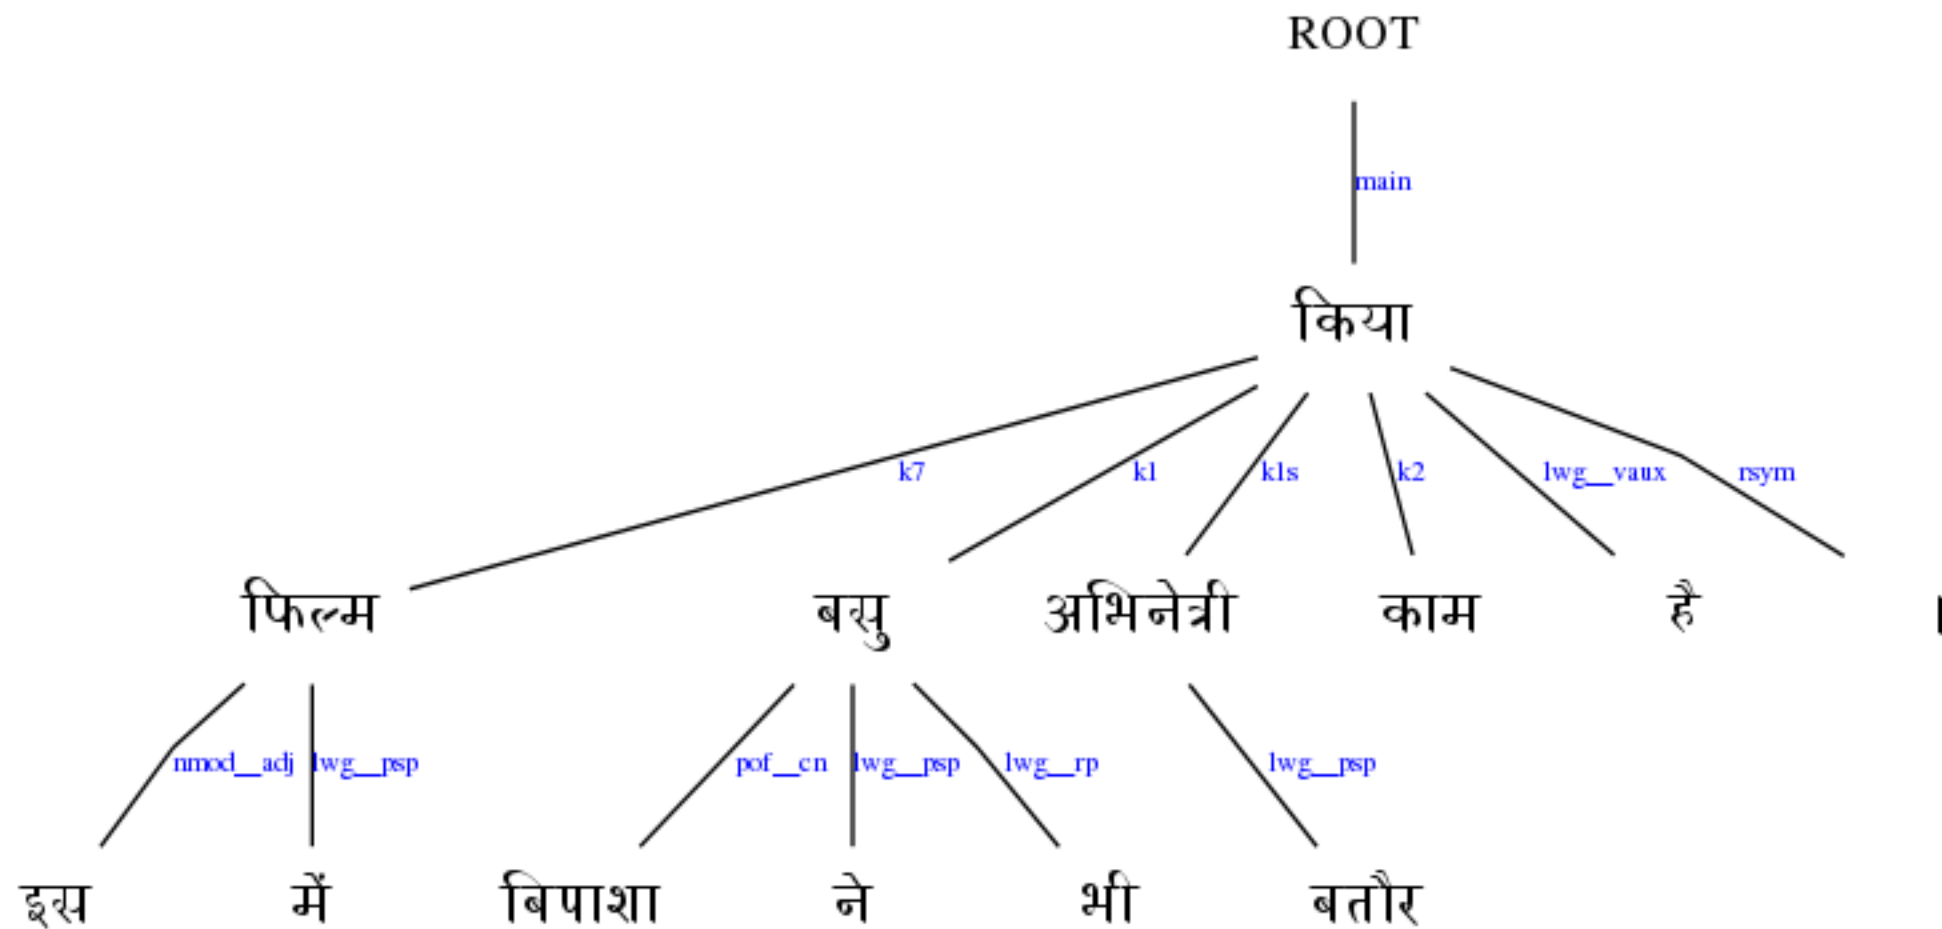 ROOT
main
किया
k7 k1 k1s k2 lwg__vaux rsym
फिल्म बसु अभिनेत्री काम है ।
nmod__adj lwg__psp pof__cn lwg__psp lwg__rp lwg__psp
इस में बिपाशा ने भी बतौर